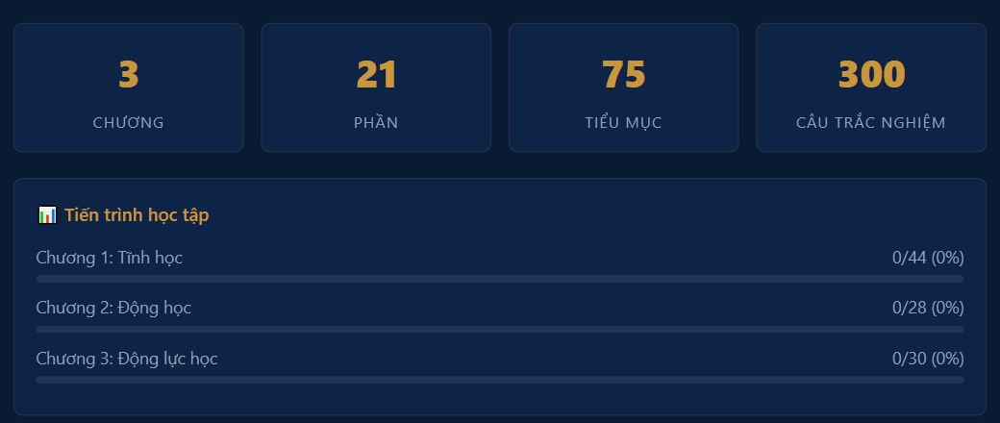 3
CHƯƠNG
21
PHẦN
75
TIỂU MỤC
300
CÂU TRẮC NGHIỆM
Tiến trình học tập
Chương 1: Tĩnh học
0/44 (0%)
Chương 2: Động học
0/28 (0%)
Chương 3: Động lực học
0/30 (0%)